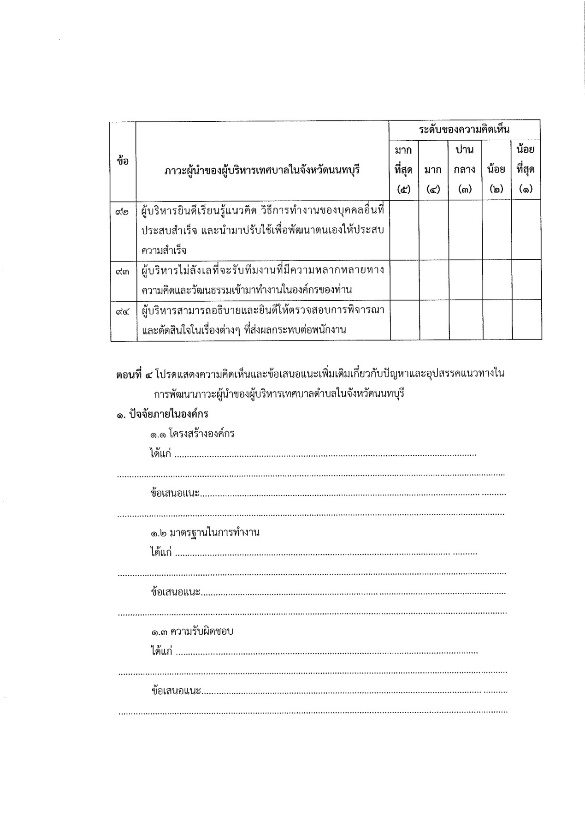 ระดับของความคิดเห็น
ข้อ
ภาวะผู้นำของผู้บริหารเทศบาลในจังหวัดนนทบุรี
มาก
ที่สุด
(๕)
มาก
(๔)
ปาน
กลาง
(๓)
น้อย
(๒)
น้อย
ที่สุด
(๑)
๙๒ ผู้บริหารยินดีเรียนรู้แนวคิด วิธีการทำงานของบุคคลอื่นที่
ประสบสำเร็จ และนำมาปรับใช้เพื่อพัฒนาตนเองให้ประสบ
ความสำเร็จ
๙๓ ผู้บริหารไม่ลังเลที่จะรับทีมงานที่มีความหลากหลายทาง
ความคิดและวัฒนธรรมเข้ามาทำงานในองค์กรของท่าน
๙๔ ผู้บริหารสามารถอธิบายและยินดีให้ตรวจสอบการพิจารณา
และตัดสินใจในเรื่องต่างๆ ที่ส่งผลกระทบต่อพนักงาน
ตอนที่ ๔ โปรดแสดงความคิดเห็นและข้อเสนอแนะเพิ่มเติมเกี่ยวกับปัญหาและอุปสรรคแนวทางใน
การพัฒนาภาวะผู้นำของผู้บริหารเทศบาลตำบลในจังหวัดนนทบุรี
๑. ปัจจัยภายในองค์กร
๑.๑ โครงสร้างองค์กร
ได้แก่ ........................................................................
ข้อเสนอแนะ........................................................................
๑.๒ มาตรฐานในการทำงาน
ได้แก่ ........................................................................
ข้อเสนอแนะ........................................................................
๑.๓ ความรับผิดชอบ
ได้แก่ ........................................................................
ข้อเสนอแนะ........................................................................